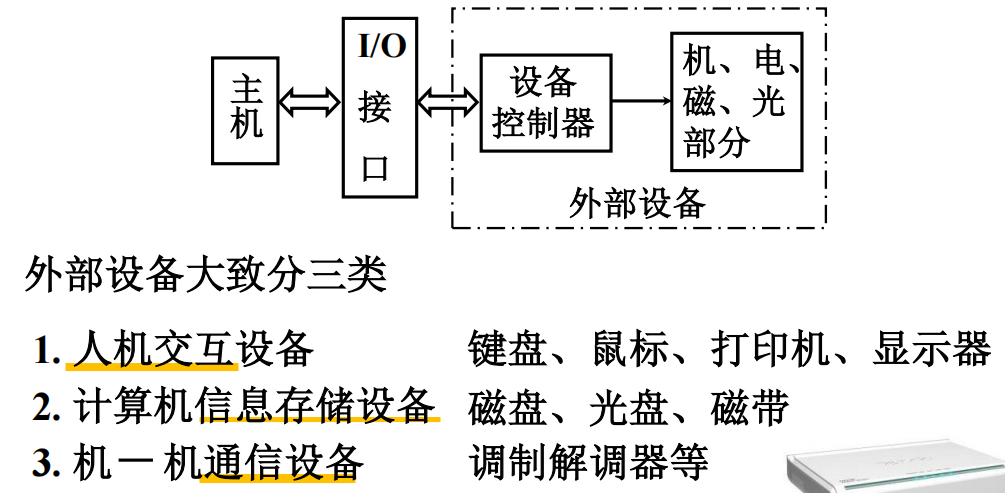 主机
I/O接口
设备控制器
机、电、
磁、光
部分
外部设备
外部设备大致分三类
1. 人机交互设备 键盘、鼠标、打印机、显示器
2. 计算机信息存储设备 磁盘、光盘、磁带
3. 机－机通信设备 调制解调器等